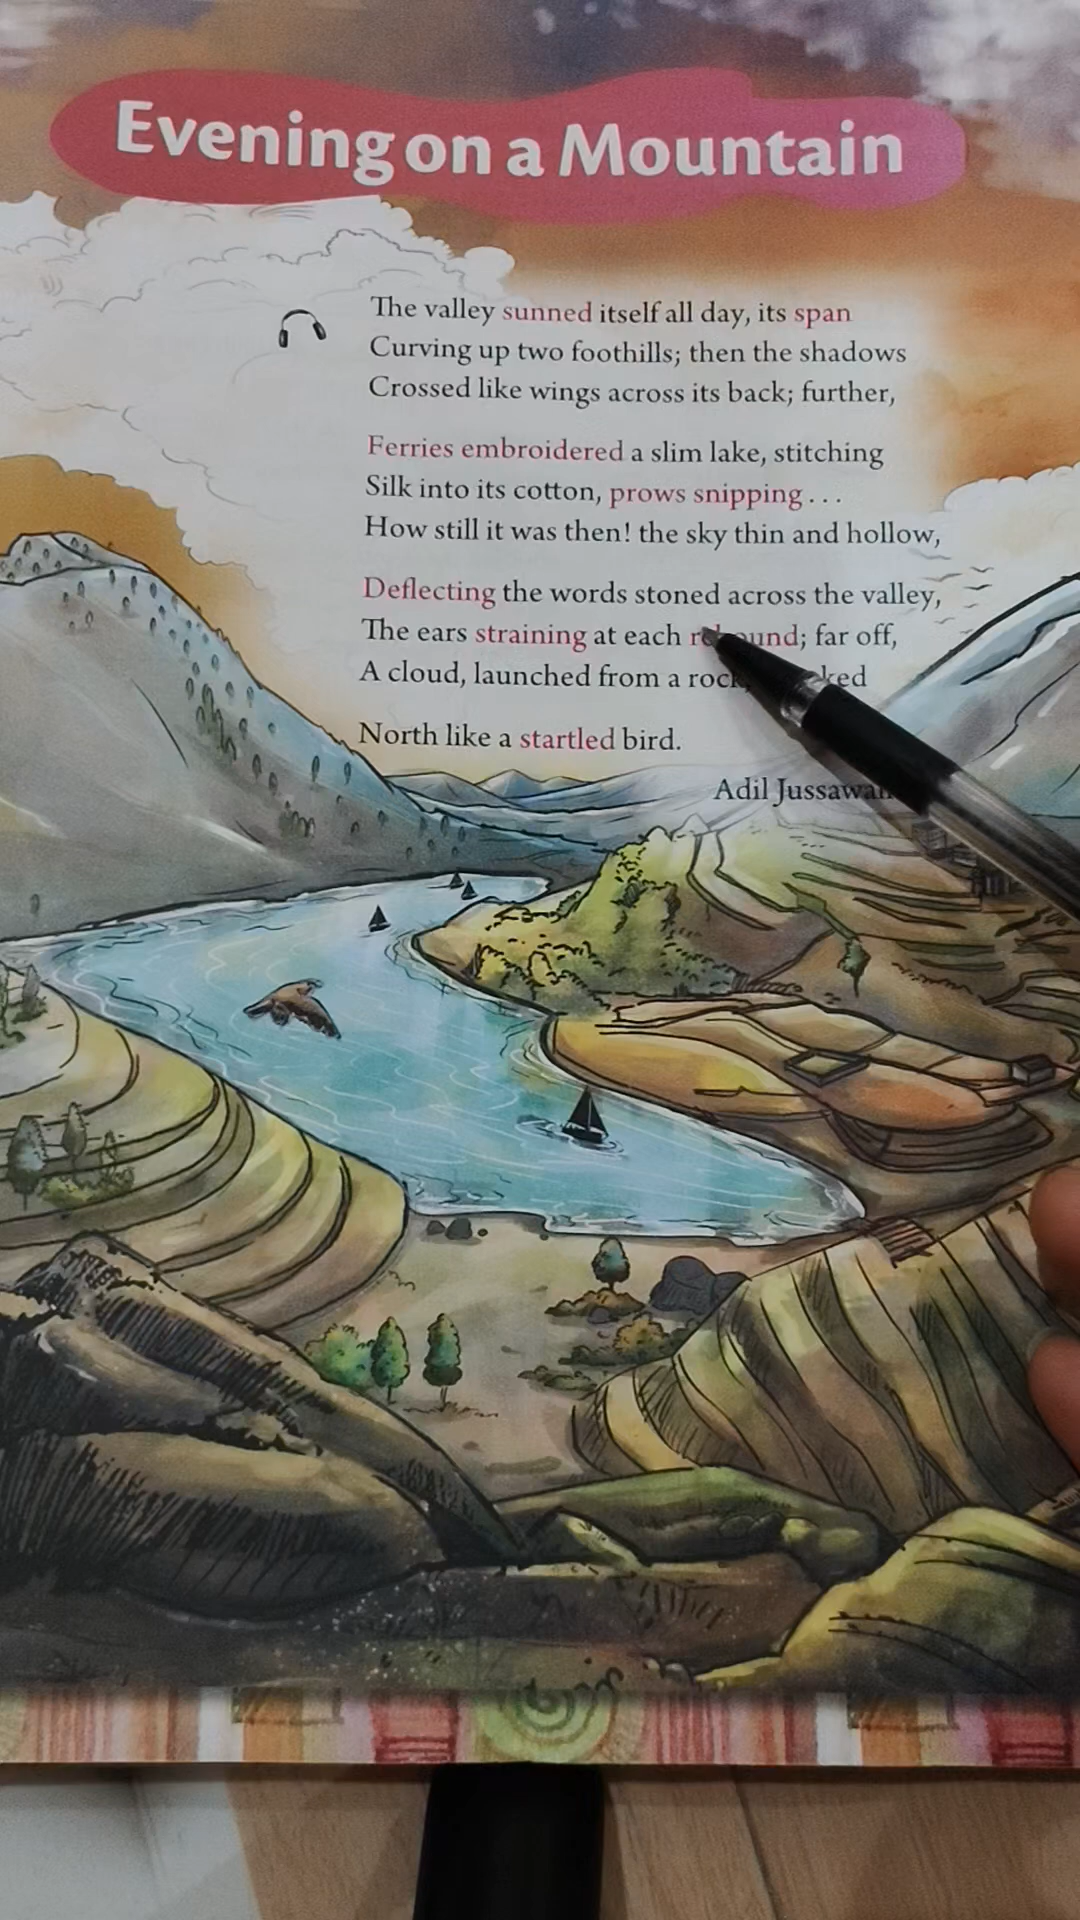 Evening on a Mountain
The valley sunned itself all day, its span
Curving up two foothills; then the shadows
Crossed like wings across its back; further,
Ferries embroidered a slim lake, stitching
Silk into its cotton, prows snipping . . .
How still it was then! the sky thin and hollow,
Deflecting the words stoned across the valley,
The ears straining at each rebound; far off,
A cloud, launched from a rock,
North like a startled bird.
Adil